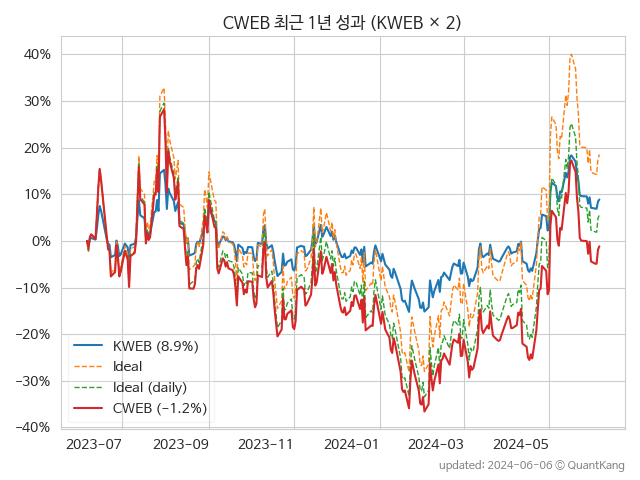 CWEB 최근 1년 성과 (KWEB × 2)
40%
30%
20%
10%
0%
−10%
−20%
−30%
−40%
KWEB (8.9%)
Ideal
Ideal (daily)
CWEB (−1.2%)
2023−07
2023−09
2023−11
2024−01
2024−03
2024−05
updated: 2024−06−06 ⓒ QuantKang